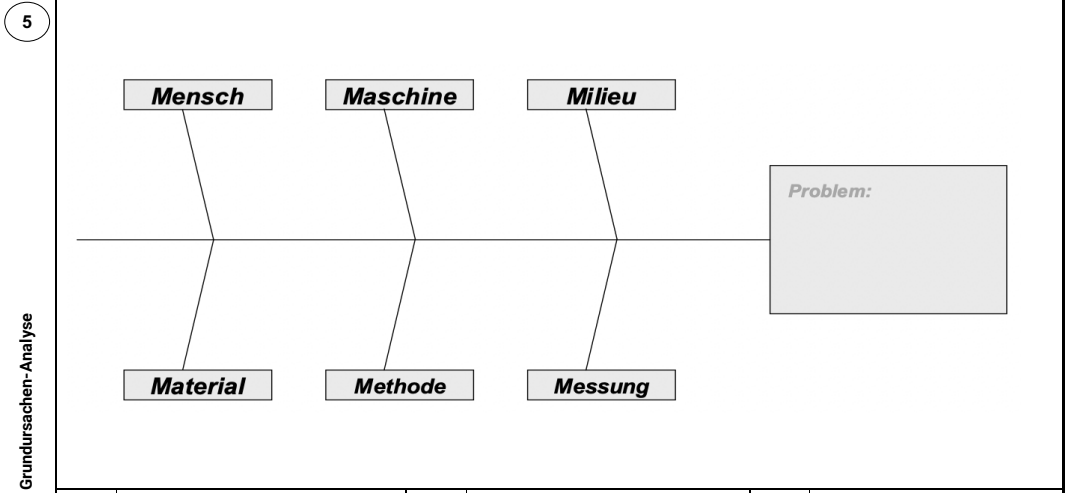 5
Mensch
Maschine
Milieu
Problem:
Material
Methode
Messung
Grundursachen-Analyse